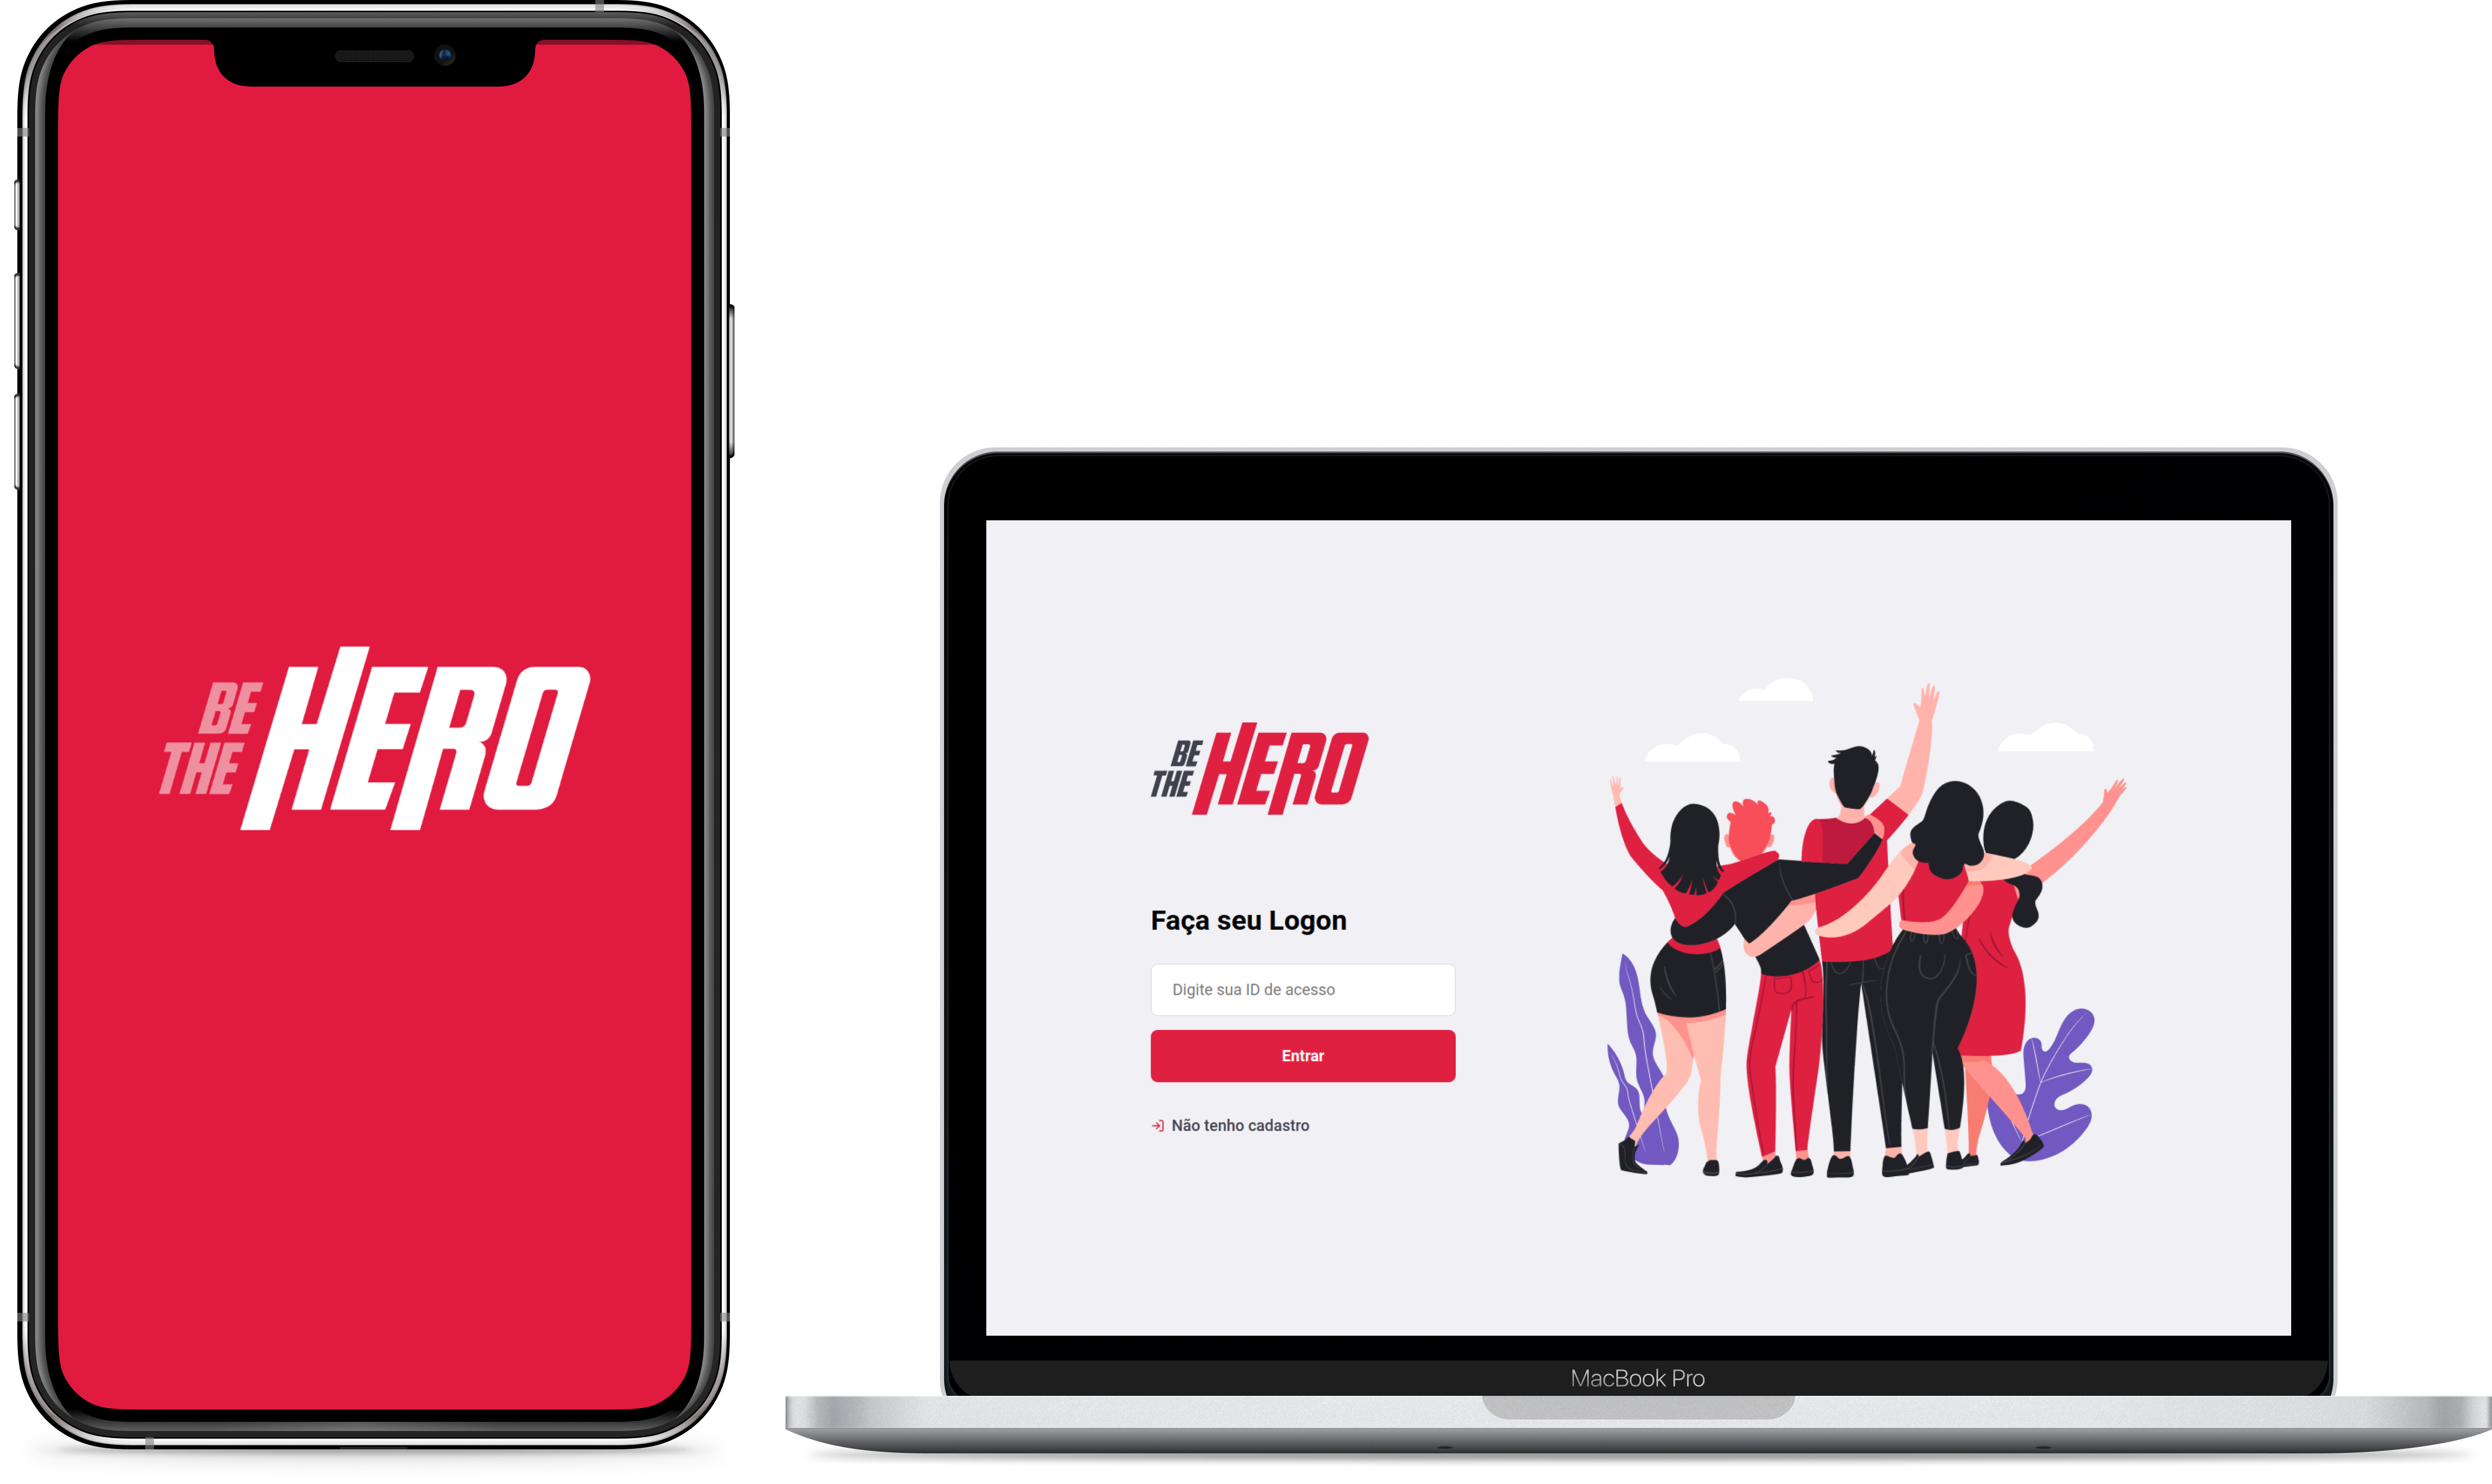 BE
THE HERO
BE
THE HERO
Faça seu Logon
Digite sua ID de acesso
Entrar
Não tenho cadastro
MacBook Pro